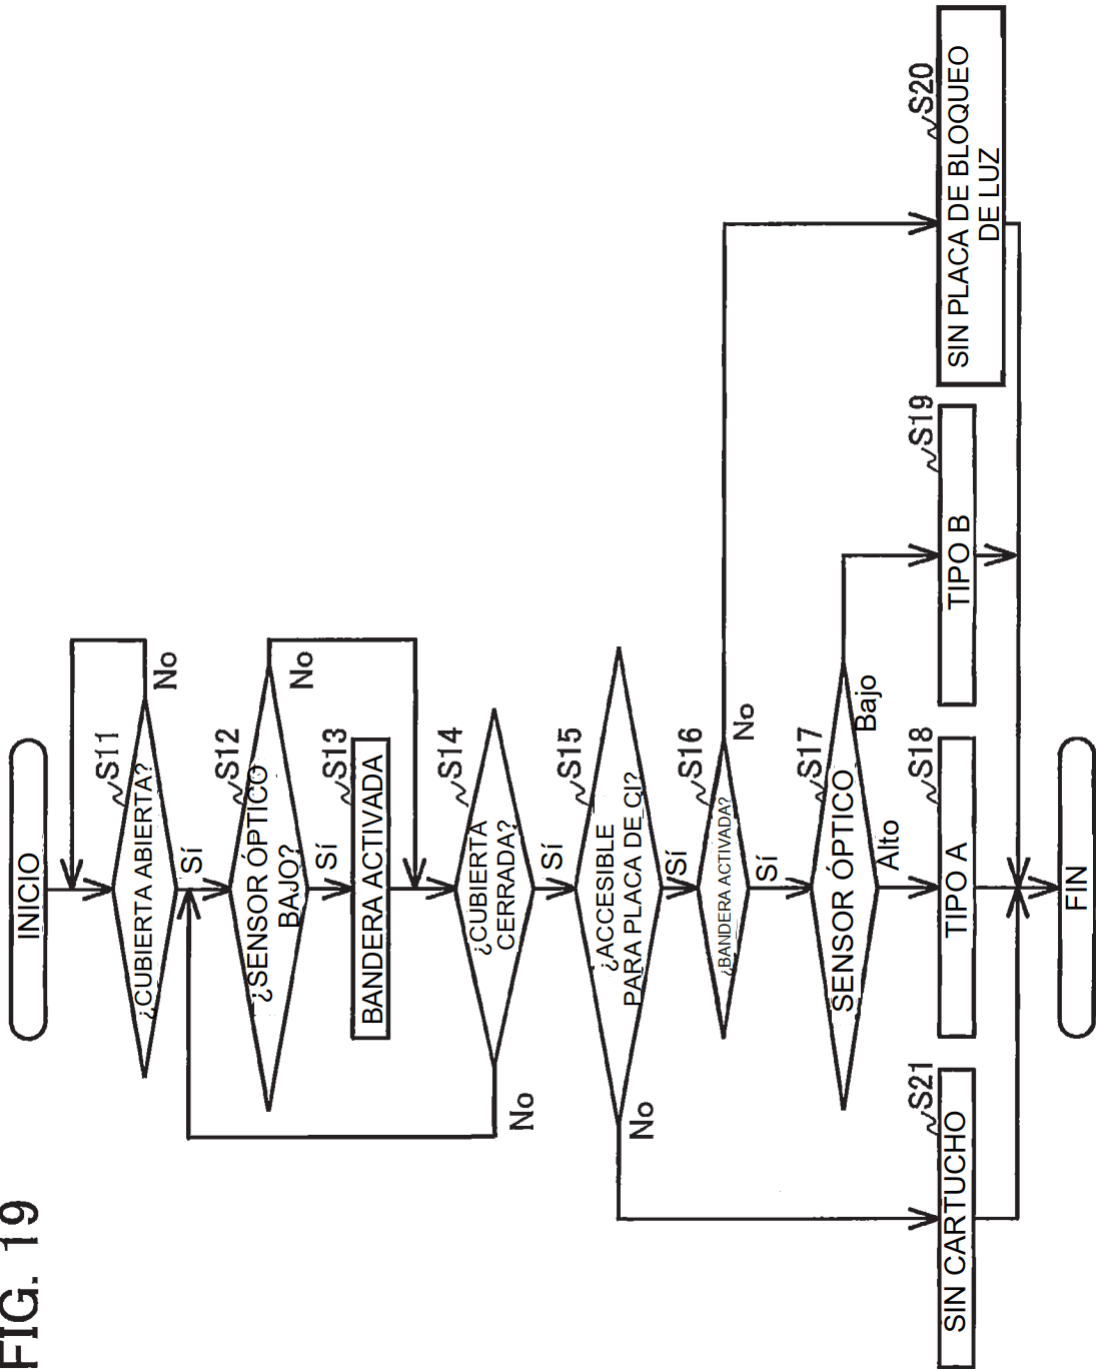 FIG. 19
INICIO
¿CUBIERTA ABIERTA?
S11
No
Sí
¿SENSOR ÓPTICO
BAJO?
S12
No
Sí
BANDERA ACTIVADA
S13
¿CUBIERTA
CERRADA?
S14
No
Sí
¿ACCESIBLE
PARA PLACA DE CI?
S15
No
Sí
¿BANDERA ACTIVADA?
S16
No
Sí
SENSOR ÓPTICO
S17
Bajo
Alto
SIN CARTUCHO
S21
TIPO A
S18
TIPO B
S19
SIN PLACA DE BLOQUEO
DE LUZ
S20
FIN